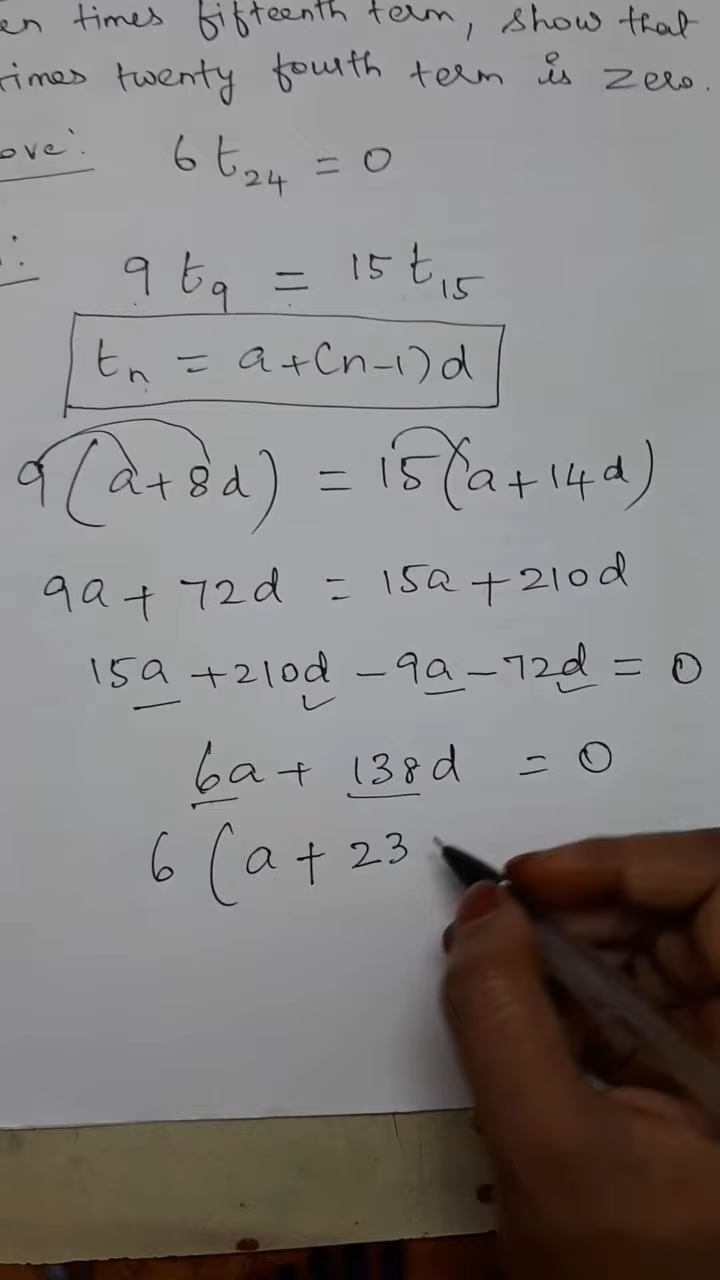 en times fifteenth term, show that
times twenty fourth term is zero.
ove:
6 t₂₄ = 0
:
9 t₉ = 15 t₁₅
tₙ = a+(n-1)d
9(a+8d) = 15(a+14d)
9a + 72d = 15a + 210d
15a + 210d - 9a - 72d = 0
6a + 138d = 0
6 (a + 23